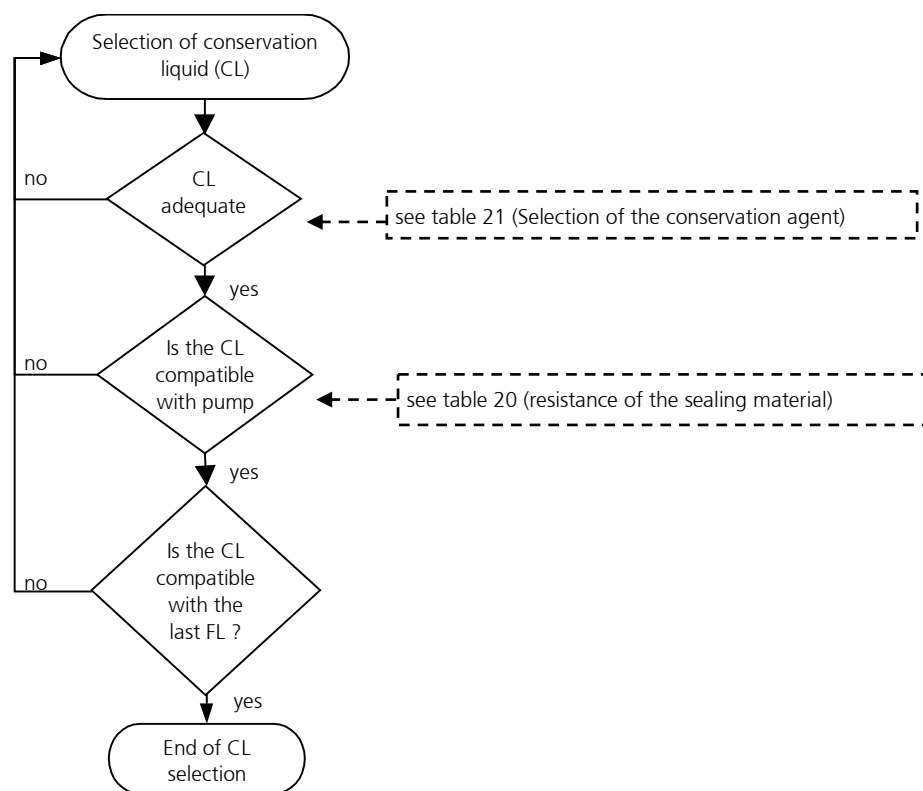 Selection of conservation
liquid (CL)
no
CL
adequate
see table 21 (Selection of the conservation agent)
yes
no
Is the CL
compatible
with pump
see table 20 (resistance of the sealing material)
yes
Is the CL
compatible
with the
last FL ?
no
yes
End of CL
selection